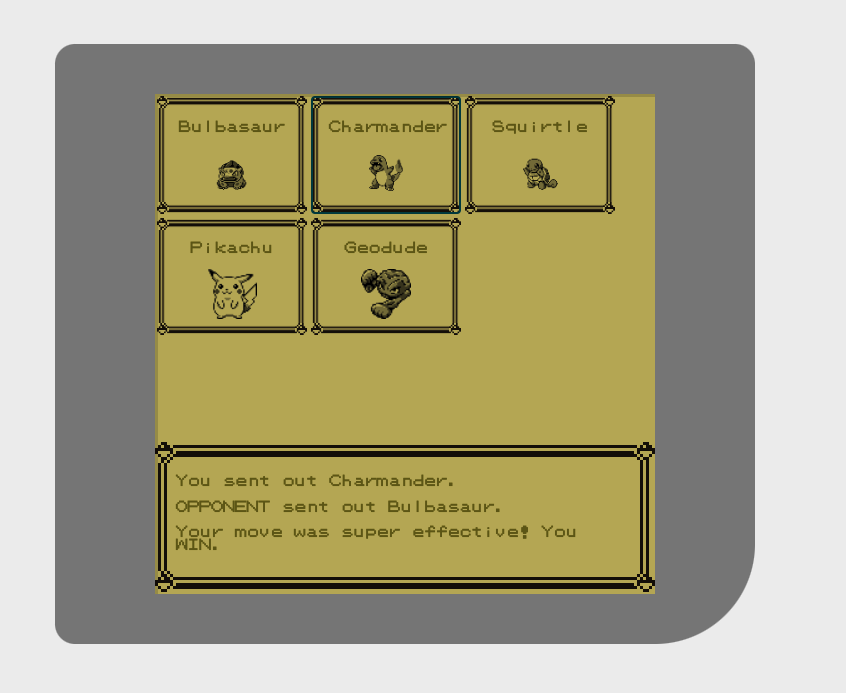 Bulbasaur
Charmander
Squirtle
Pikachu
Geodude
You sent out Charmander.
OPPONENT sent out Bulbasaur.
Your move was super effective! You
WIN.